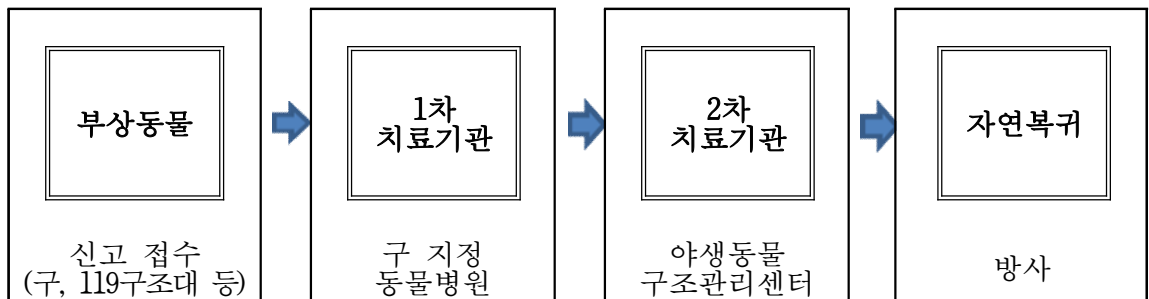 부상동물
신고 접수
(구, 119구조대 등)
1차
치료기관
구 지정
동물병원
2차
치료기관
야생동물
구조관리센터
자연복귀
방사